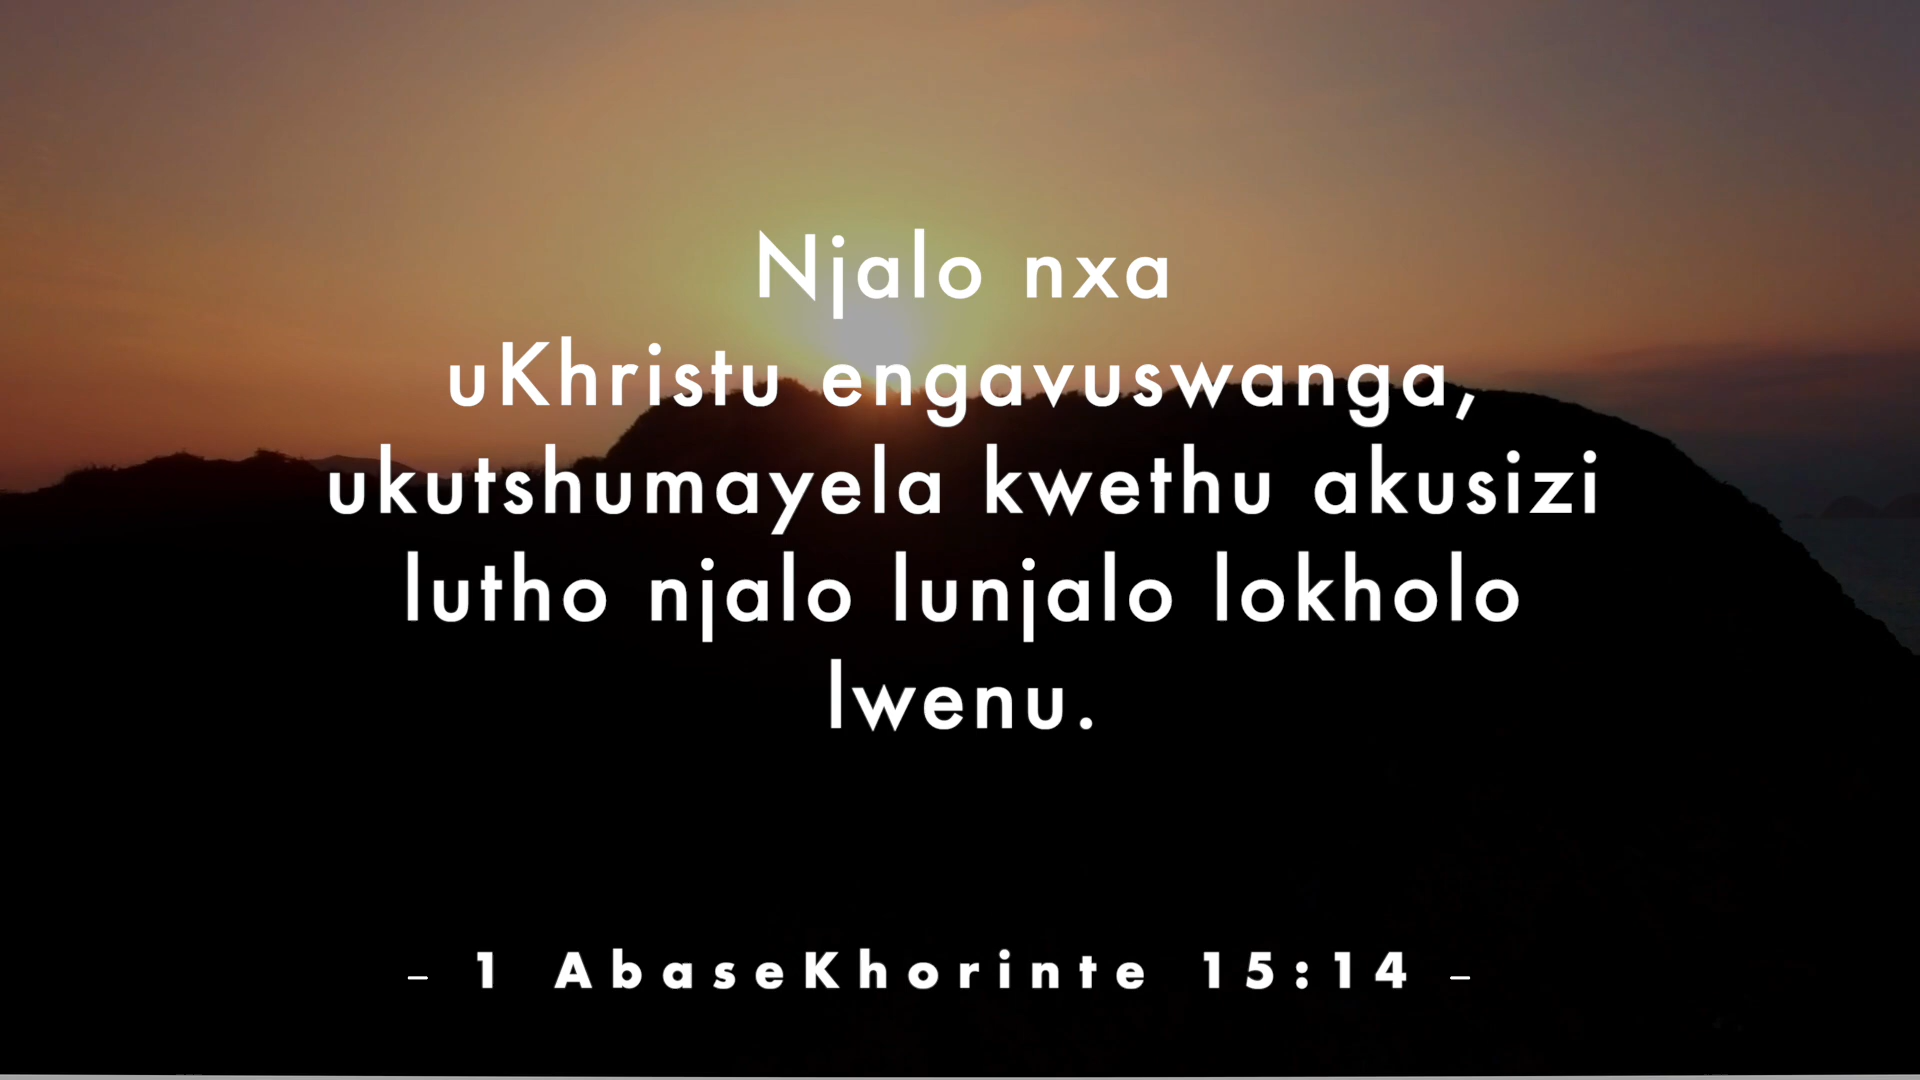 Njalo nxa
uKhristu engavuswanga,
ukutshumayela kwethu akusizi
lutho njalo lunjalo lokholo
lwenu.
– 1 AbaseKhorinte 15:14 –